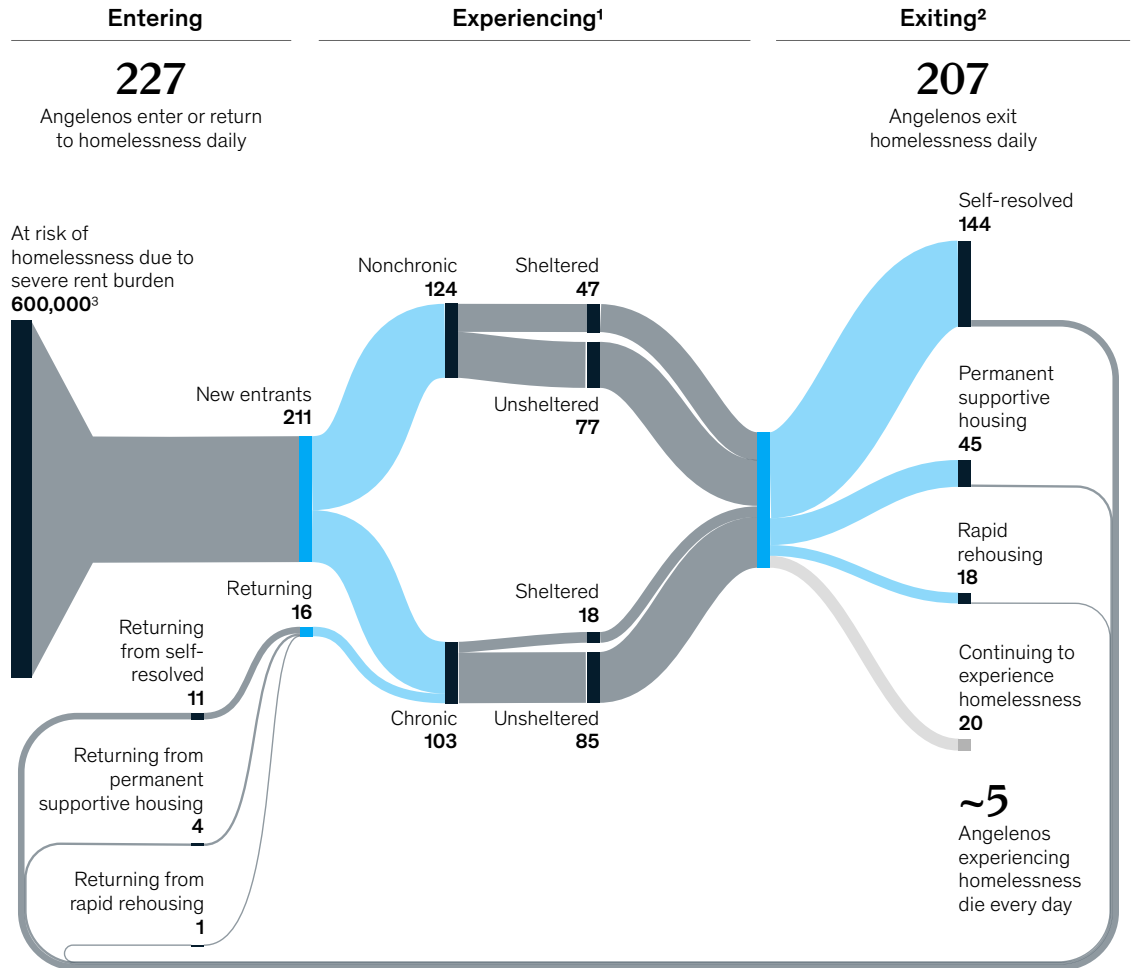 Entering
227
Angelenos enter or return
to homelessness daily
Experiencing¹
Exiting²
207
Angelenos exit
homelessness daily
At risk of
homelessness due to
severe rent burden
600,000³
New entrants
211
Returning
16
Returning
from self-
resolved
11
Returning from
permanent
supportive housing
4
Returning from
rapid rehousing
1
Nonchronic
124
Sheltered
47
Unsheltered
77
Sheltered
18
Chronic
103
Unsheltered
85
Self-resolved
144
Permanent
supportive
housing
45
Rapid
rehousing
18
Continuing to
experience
homelessness
20
~5
Angelenos
experiencing
homelessness
die every day